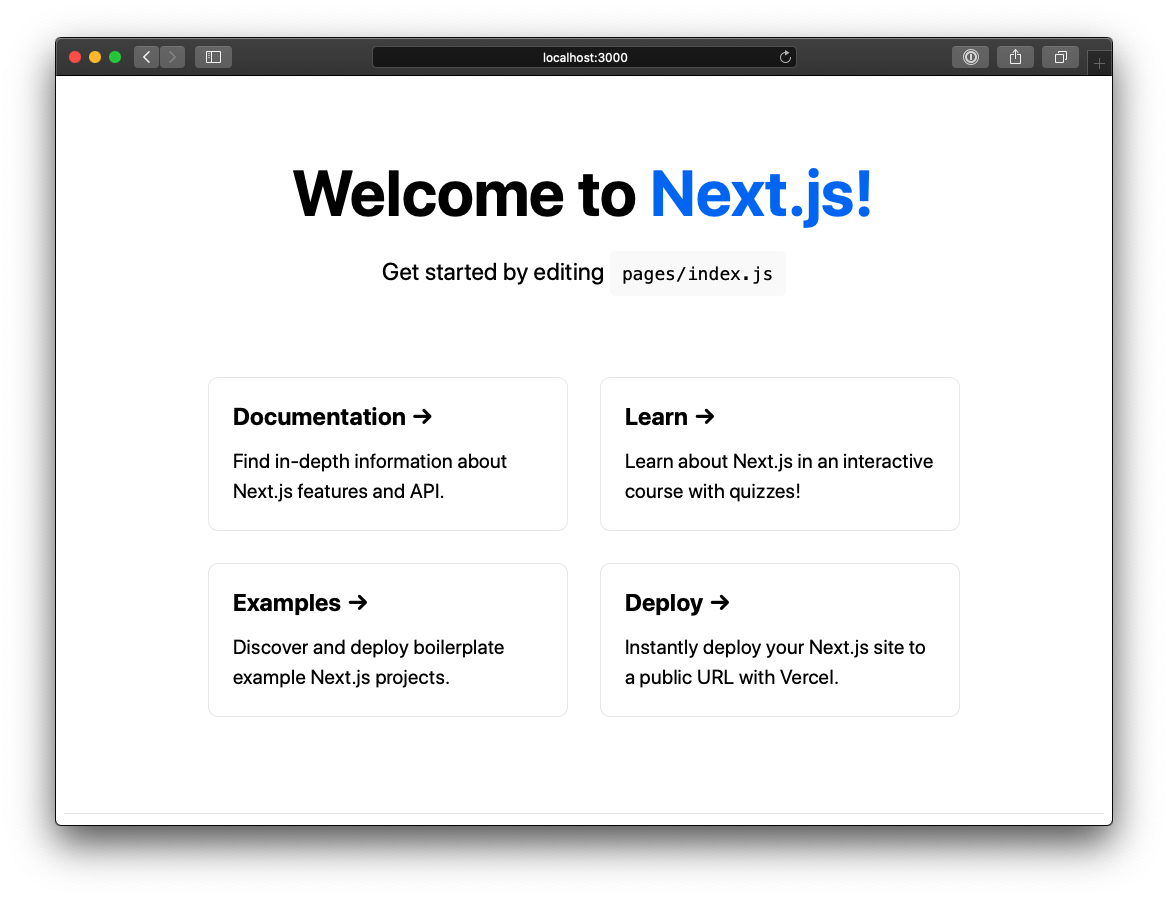 localhost:3000
Welcome to Next.js!
Get started by editing pages/index.js
Documentation →
Find in-depth information about
Next.js features and API.
Learn →
Learn about Next.js in an interactive
course with quizzes!
Examples →
Discover and deploy boilerplate
example Next.js projects.
Deploy →
Instantly deploy your Next.js site to
a public URL with Vercel.